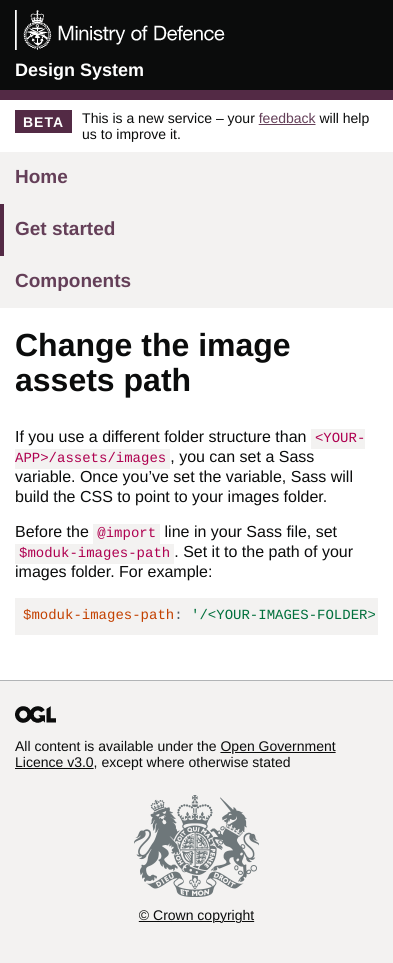 Ministry of Defence
Design System
BETA This is a new service – your feedback will help
us to improve it.
Home
Get started
Components
Change the image
assets path
If you use a different folder structure than <YOUR-
APP>/assets/images, you can set a Sass
variable. Once you’ve set the variable, Sass will
build the CSS to point to your images folder.
Before the @import line in your Sass file, set
$moduk-images-path. Set it to the path of your
images folder. For example:
$moduk-images-path: '/<YOUR-IMAGES-FOLDER>
OGL
All content is available under the Open Government
Licence v3.0, except where otherwise stated
DIEU ET MON DROIT
© Crown copyright